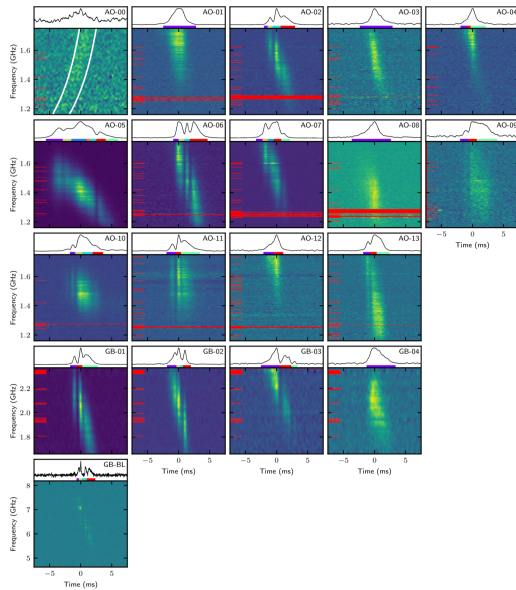 AO-00 AO-01 AO-02 AO-03 AO-04
Frequency (GHz) 1.6 1.4 1.2
AO-05 AO-06 AO-07 AO-08 AO-09
Frequency (GHz) 1.6 1.4 1.2
−5 0 5
Time (ms)
AO-10 AO-11 AO-12 AO-13
Frequency (GHz) 1.6 1.4 1.2
GB-01 GB-02 GB-03 GB-04
Frequency (GHz) 2.2 2.0 1.8
−5 0 5 −5 0 5 −5 0 5
Time (ms) Time (ms) Time (ms)
GB-BL
Frequency (GHz) 8 7 6 5
−5 0 5
Time (ms)